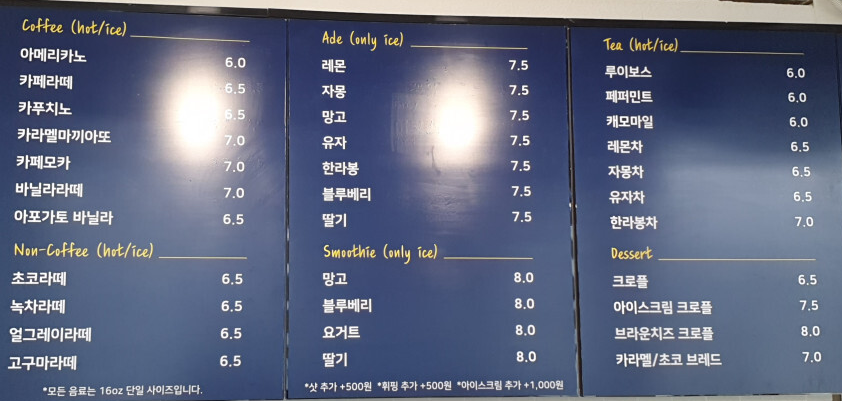 Coffee (hot/ice)
아메리카노 6.0
카페라떼 6.5
카푸치노 6.5
카라멜마끼아또 7.0
카페모카 7.0
바닐라라떼 7.0
아포가토 바닐라 6.5
Non-Coffee (hot/ice)
초코라떼 6.5
녹차라떼 6.5
얼그레이라떼 6.5
고구마라떼 6.5
*모든 음료는 16oz 단일 사이즈입니다.
Ade (only ice)
레몬 7.5
자몽 7.5
망고 7.5
유자 7.5
한라봉 7.5
블루베리 7.5
딸기 7.5
Smoothie (only ice)
망고 8.0
블루베리 8.0
요거트 8.0
딸기 8.0
*샷 추가 +500원 *휘핑 추가 +500원 *아이스크림 추가 +1,000원
Tea (hot/ice)
루이보스 6.0
페퍼민트 6.0
캐모마일 6.0
레몬차 6.5
자몽차 6.5
유자차 6.5
한라봉차 7.0
Dessert
크로플 6.5
아이스크림 크로플 7.5
브라운치즈 크로플 8.0
카라멜/초코 브레드 7.0